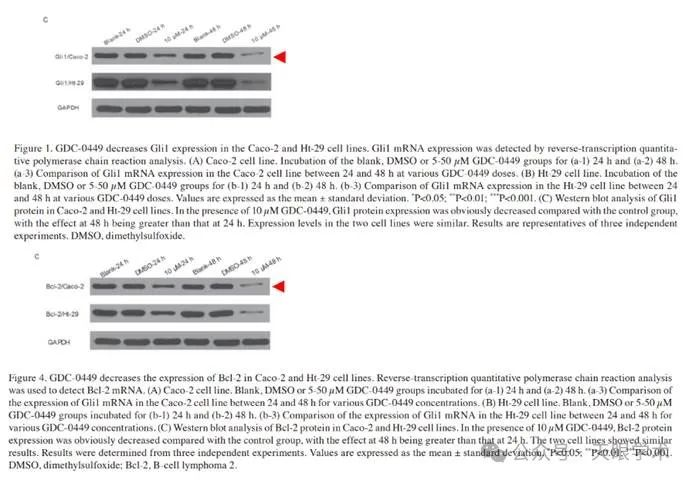 C
Blank-24 h
DMSO-24 h
10 µM-24 h
Blank-48 h
DMSO-48 h
10 µM-48 h
Gli1/Caco-2
Gli1/Ht-29
GAPDH
Figure 1. GDC-0449 decreases Gli1 expression in the Caco-2 and Ht-29 cell lines. Gli1 mRNA expression was detected by reverse-transcription quantita-
tive polymerase chain reaction analysis. (A) Caco-2 cell line. Incubation of the blank, DMSO or 5-50 µM GDC-0449 groups for (a-1) 24 h and (a-2) 48 h.
(a-3) Comparison of Gli1 mRNA expression in the Caco-2 cell line between 24 and 48 h at various GDC-0449 doses. (B) Ht-29 cell line. Incubation of the
blank, DMSO or 5-50 µM GDC-0449 groups for (b-1) 24 h and (b-2) 48 h. (b-3) Comparison of Gli1 mRNA expression in the Ht-29 cell line between 24
and 48 h at various GDC-0449 doses. Values are expressed as the mean ± standard deviation. *P<0.05; **P<0.01; ***P<0.001. (C) Western blot analysis of Gli1
protein in Caco-2 and Ht-29 cell lines. In the presence of 10 µM GDC-0449, Gli1 protein expression was obviously decreased compared with the control group,
with the effect at 48 h being greater than that at 24 h. Expression levels in the two cell lines were similar. Results are representatives of three independent
experiments. DMSO, dimethylsulfoxide.
C
Blank-24 h
DMSO-24 h
10 µM-24 h
Blank-48 h
DMSO-48 h
10 µM-48 h
Bcl-2/Caco-2
Bcl-2/Ht-29
GAPDH
Figure 4. GDC-0449 decreases the expression of Bcl-2 in Caco-2 and Ht-29 cell lines. Reverse-transcription quantitative polymerase chain reaction analysis
was used to detect Bcl-2 mRNA. (A) Caco-2 cell line. Blank, DMSO or 5-50 µM GDC-0449 groups incubated for (a-1) 24 h and (a-2) 48 h. (a-3) Comparison of
the expression of Gli1 mRNA in the Caco-2 cell line between 24 and 48 h for various GDC-0449 concentrations. (B) Ht-29 cell line. Blank, DMSO or 5-50 µM
GDC-0449 groups incubated for (b-1) 24 h and (b-2) 48 h. (b-3) Comparison of the expression of Gli1 mRNA in the Ht-29 cell line between 24 and 48 h for
various GDC-0449 concentrations. (C) Western blot analysis of Bcl-2 protein in Caco-2 and Ht-29 cell lines. In the presence of 10 µM GDC-0449, Bcl-2 protein
expression was obviously decreased compared with the control group, with the effect at 48 h being greater than that at 24 h. The two cell lines showed similar
results. Results were determined from three independent experiments. Values are expressed as the mean ± standard deviation. *P<0.05; **P<0.01; ***P<0.001.
DMSO, dimethylsulfoxide; Bcl-2, B-cell lymphoma 2.
公众号 · 天眼学术